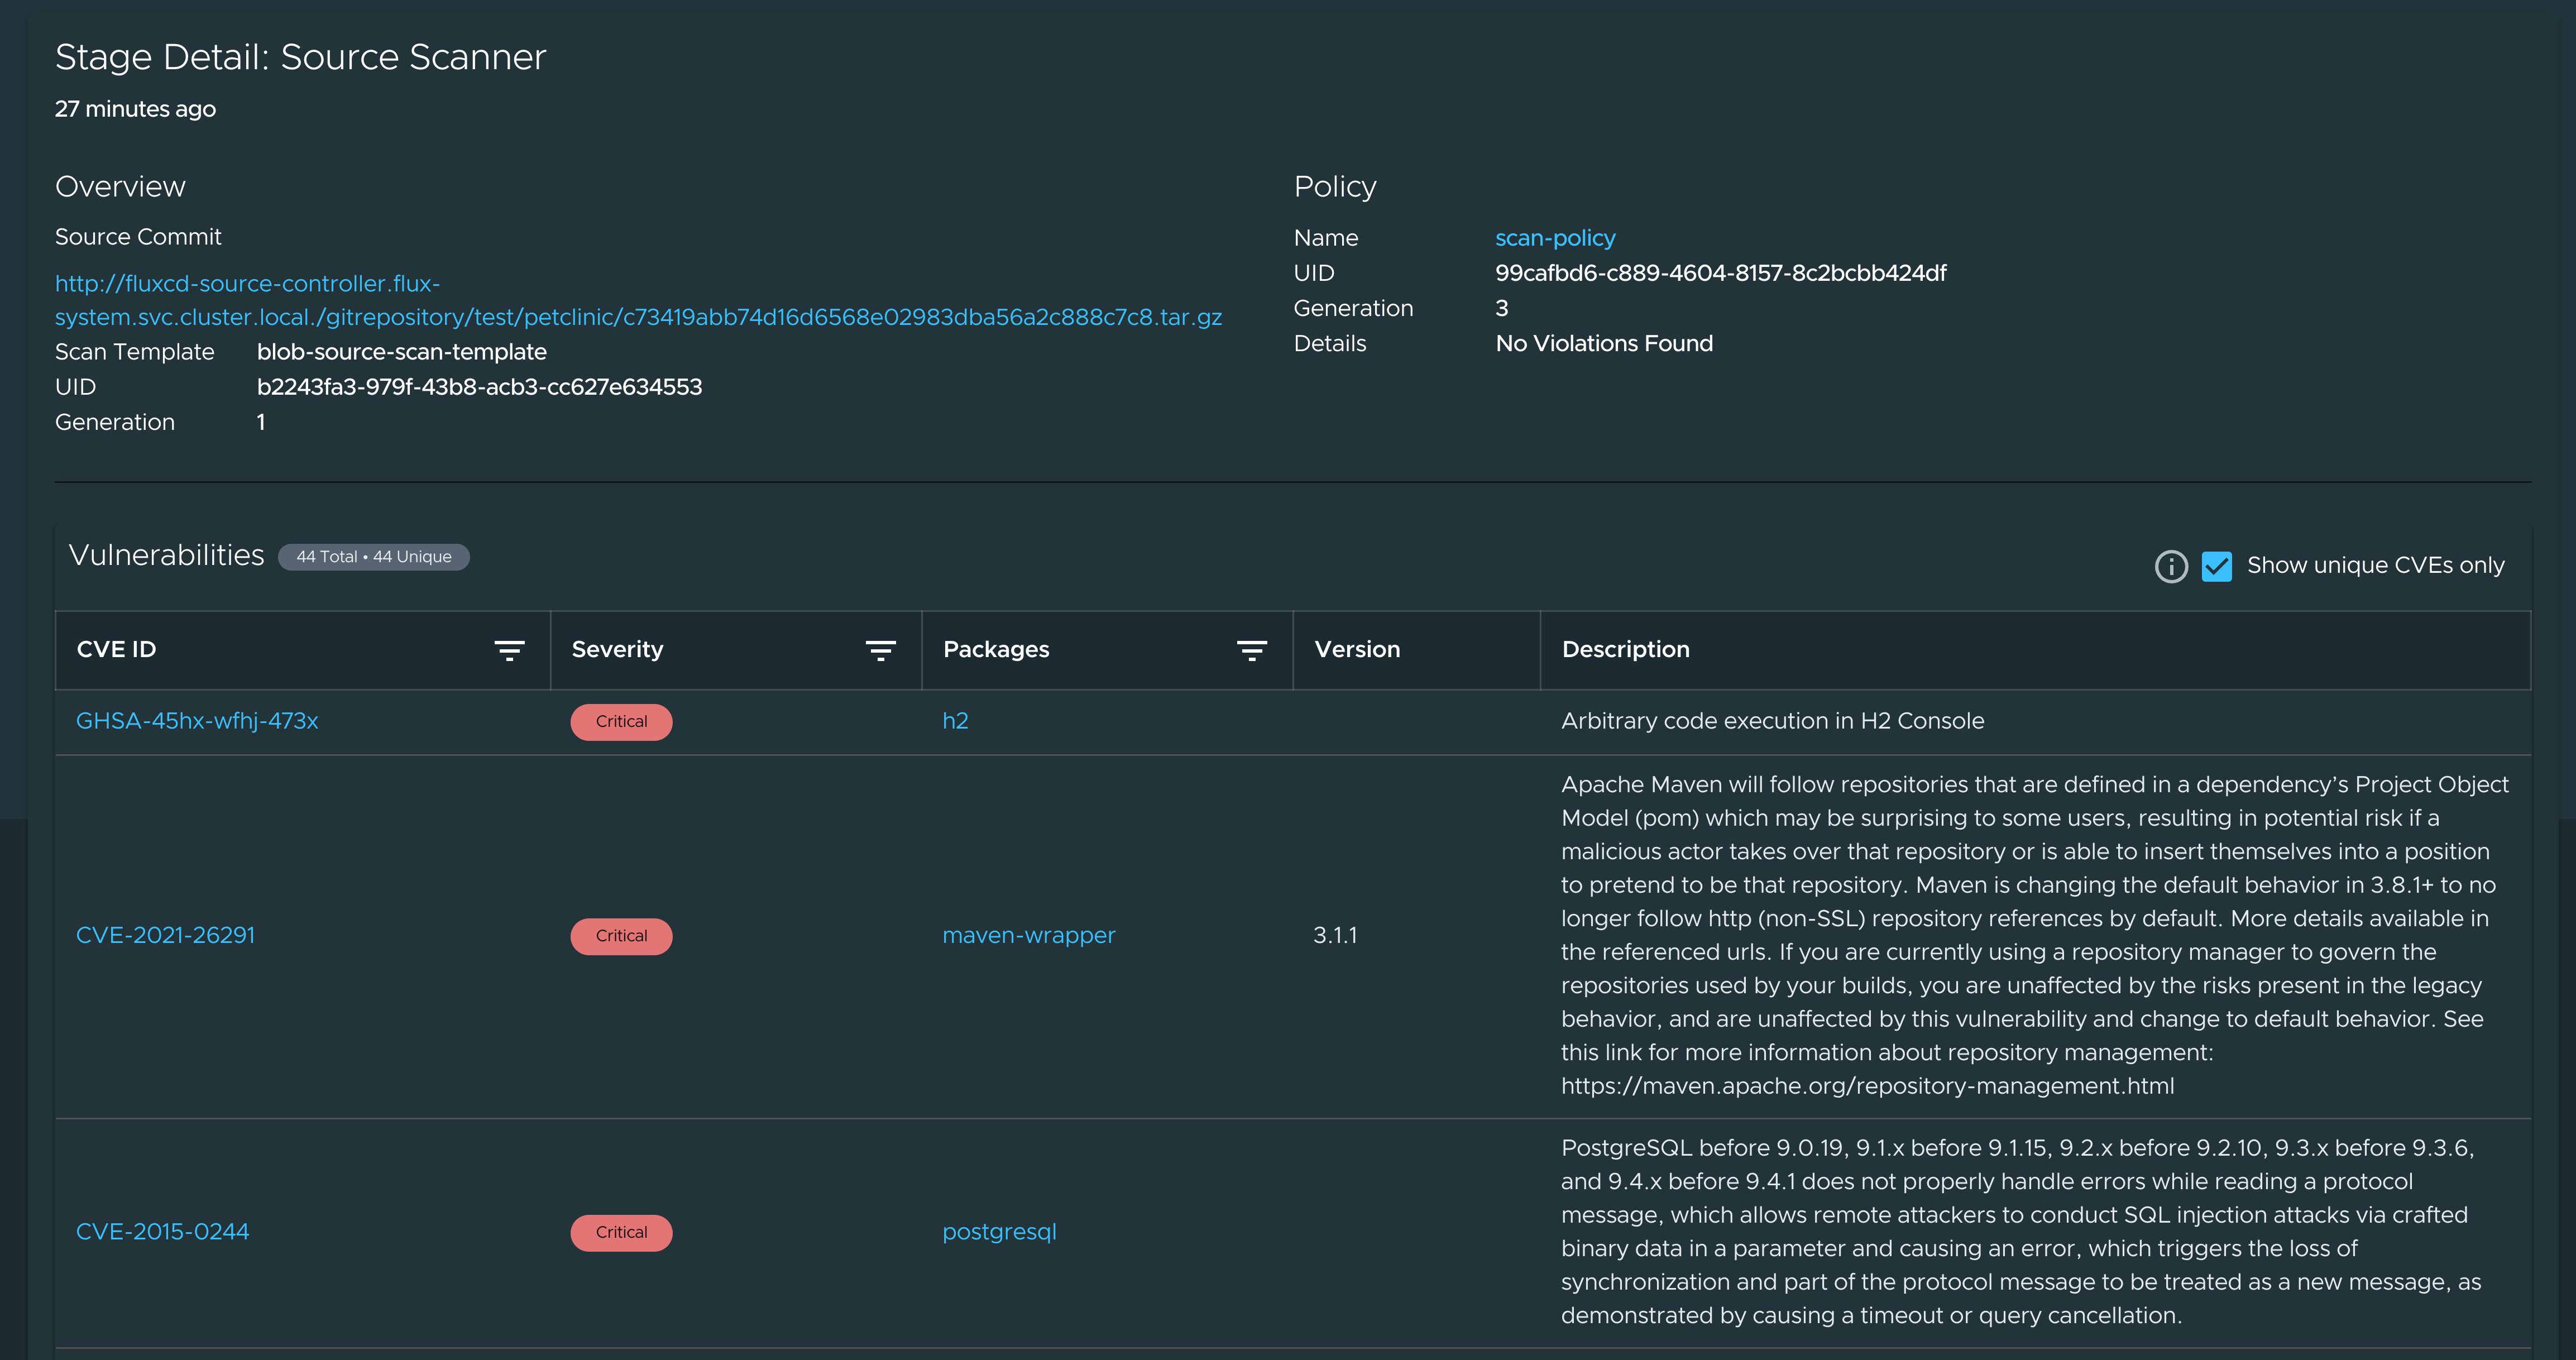 Stage Detail: Source Scanner
27 minutes ago
Overview
Source Commit
http://fluxcd-source-controller.flux-
system.svc.cluster.local./gitrepository/test/petclinic/c73419abb74d16d6568e02983dba56a2c888c7c8.tar.gz
Scan Template blob-source-scan-template
UID b2243fa3-979f-43b8-acb3-cc627e634553
Generation 1
Policy
Name scan-policy
UID 99cafbd6-c889-4604-8157-8c2bcbb424df
Generation 3
Details No Violations Found
Vulnerabilities 44 Total • 44 Unique
Show unique CVEs only
CVE ID Severity Packages Version Description
GHSA-45hx-wfhj-473x Critical h2 Arbitrary code execution in H2 Console
CVE-2021-26291 Critical maven-wrapper 3.1.1
Apache Maven will follow repositories that are defined in a dependency’s Project Object
Model (pom) which may be surprising to some users, resulting in potential risk if a
malicious actor takes over that repository or is able to insert themselves into a position
to pretend to be that repository. Maven is changing the default behavior in 3.8.1+ to no
longer follow http (non-SSL) repository references by default. More details available in
the referenced urls. If you are currently using a repository manager to govern the
repositories used by your builds, you are unaffected by the risks present in the legacy
behavior, and are unaffected by this vulnerability and change to default behavior. See
this link for more information about repository management:
https://maven.apache.org/repository-management.html
CVE-2015-0244 Critical postgresql
PostgreSQL before 9.0.19, 9.1.x before 9.1.15, 9.2.x before 9.2.10, 9.3.x before 9.3.6,
and 9.4.x before 9.4.1 does not properly handle errors while reading a protocol
message, which allows remote attackers to conduct SQL injection attacks via crafted
binary data in a parameter and causing an error, which triggers the loss of
synchronization and part of the protocol message to be treated as a new message, as
demonstrated by causing a timeout or query cancellation.